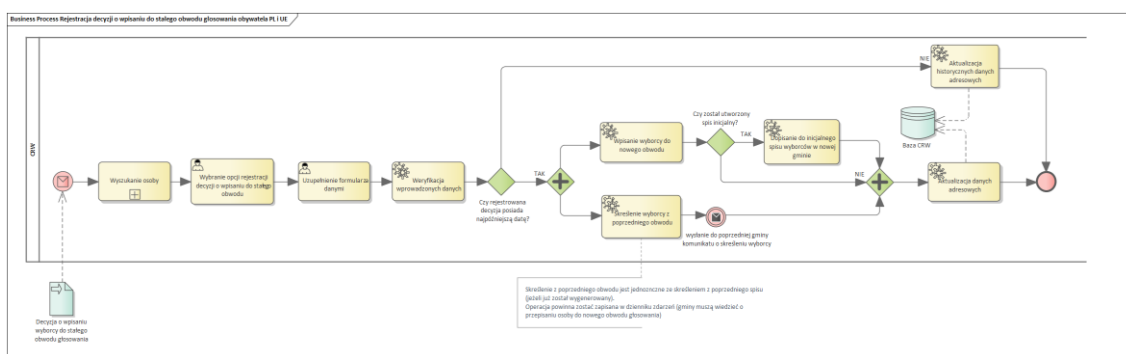 Business Process Rejestracja decyzji o wpisaniu do stałego obwodu głosowania obywatela PL i UE
CRW
Wyszukanie osoby
Wybranie opcji rejestracji
decyzji o wpisaniu do stałego
obwodu
Uzupełnienie formularza
danymi
Weryfikacja
wprowadzonych danych
Czy rejestrowana
decyzja posiada
najpóźniejszą datę?
TAK
NIE
Wpisanie wyborcy do
nowego obwodu
Czy został utworzony
spis inicjalny?
TAK
Dopisanie do inicjalnego
spisu wyborców w nowej
gminie
NIE
Skreślenie wyborcy z
poprzedniego obwodu
wysłanie do poprzedniej gminy
komunikatu o skreśleniu wyborcy
Aktualizacja
historycznych danych
adresowych
Baza CRW
Aktualizacja danych
adresowych
Decyzja o wpisaniu
wyborcy do stałego
obwodu głosowania
Skreślenie z poprzedniego obwodu jest jednoznczne ze skreśleniem z poprzedniego spisu
(jeżeli już został wygenerowany).
Operacja powinna zostać zapisana w dzienniku zdarzeń (gminy muszą wiedzieć o
przepisaniu osoby do nowego obwodu głosowania)